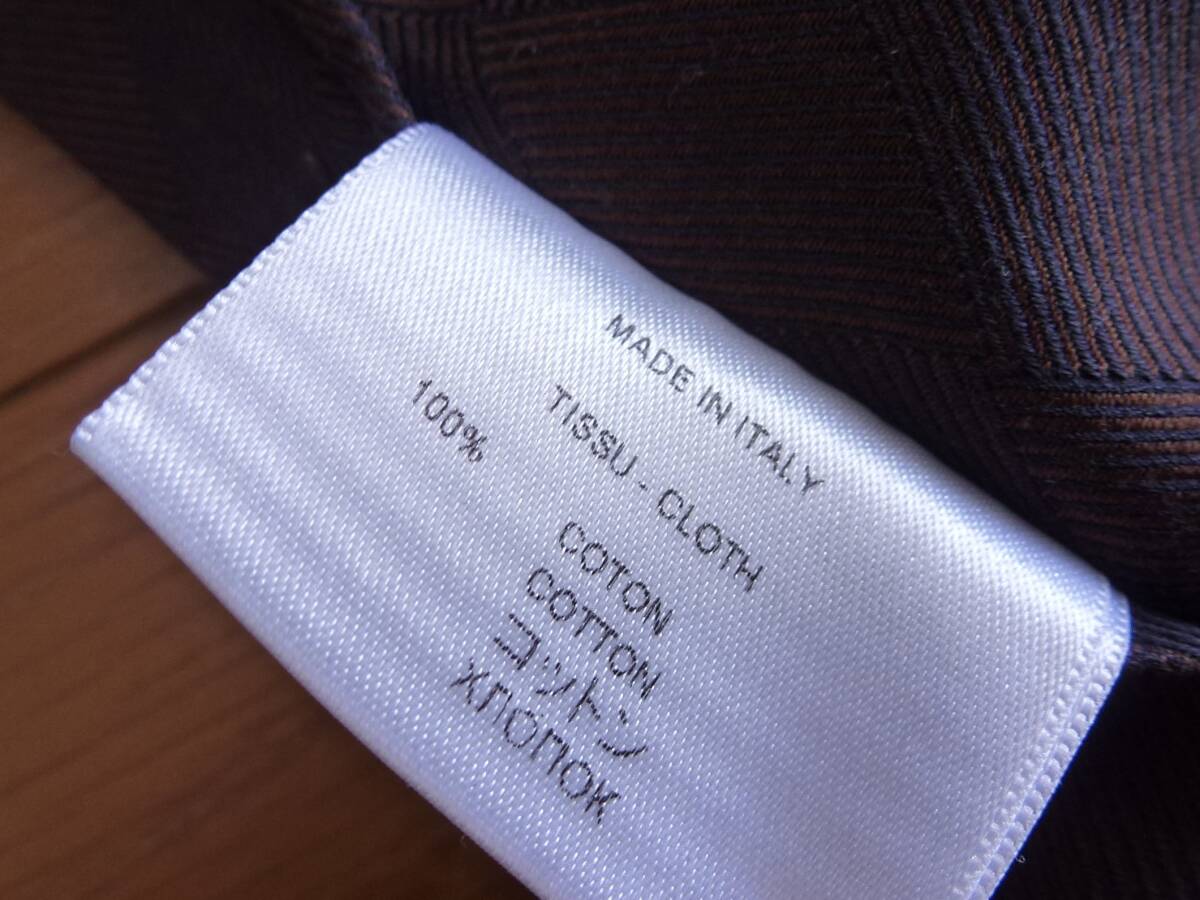 MADE IN ITALY
TISSU - CLOTH
100% COTON
COTTON
コットン
ХЛОПОК